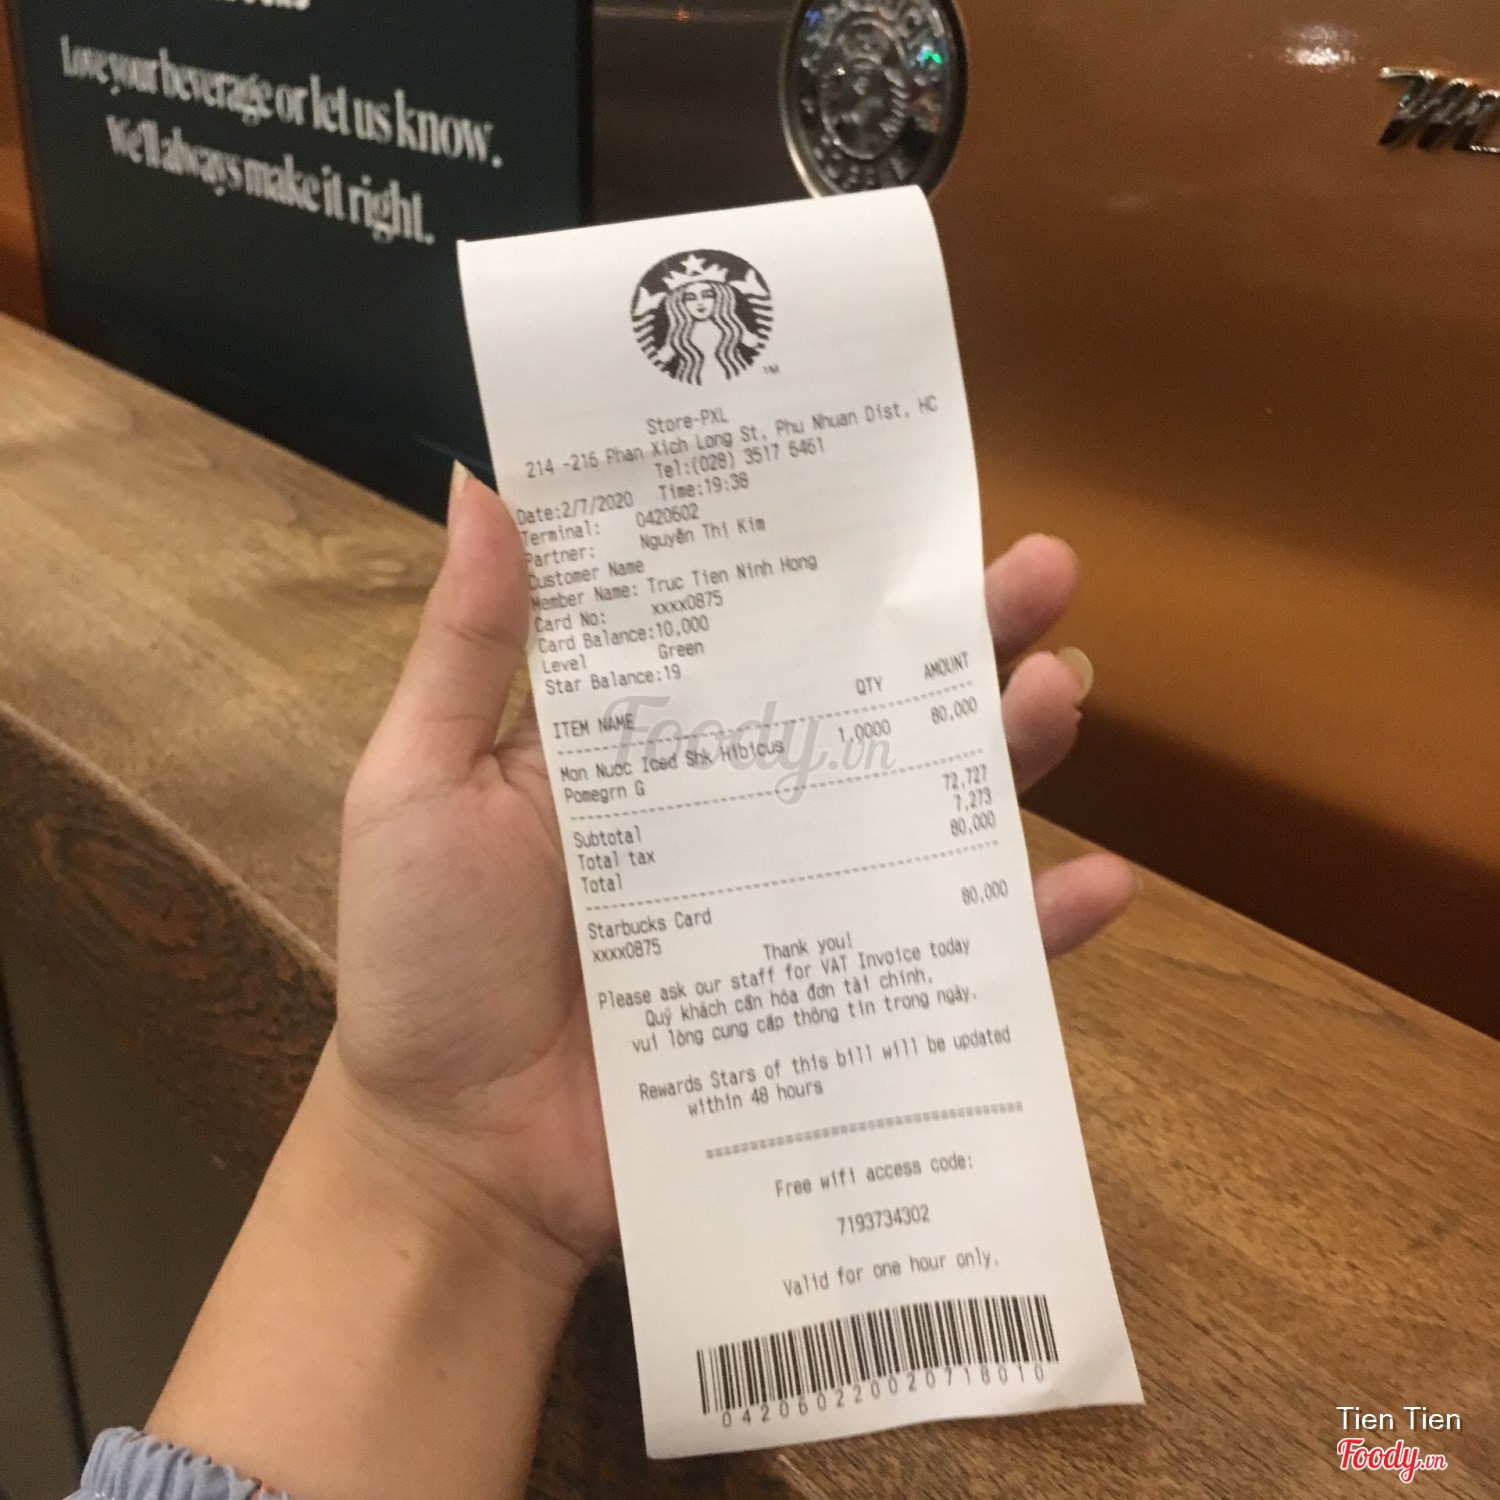 Love your beverage or let us know.
We'll always make it right.
TM
Store-PXL
214 -216 Phan Xich Long St, Phu Nhuan Dist, HC
Tel:(028) 3517 6461
Date:2/7/2020 Time:19:38
Terminal: 0420602
Partner: Nguyễn Thị Kim
Customer Name
Member Name: Truc Tien Ninh Hong
Card No: xxxx0875
Card Balance:10,000
Level Green
Star Balance:19
ITEM NAME QTY AMOUNT
Mon Nuoc Iced Shk Hibicus 1.0000 80,000
Pomegrn G
Subtotal 72,727
Total tax 7,273
Total 80,000
Starbucks Card 80,000
xxxx0875
Thank you!
Please ask our staff for VAT Invoice today
Quý khách cần hóa đơn tài chính,
vui lòng cung cấp thông tin trong ngày.
Rewards Stars of this bill will be updated
within 48 hours
Free wifi access code:
7193734302
Valid for one hour only.
04206022002071 8010
Foody.vn
Tien Tien
Foody.vn